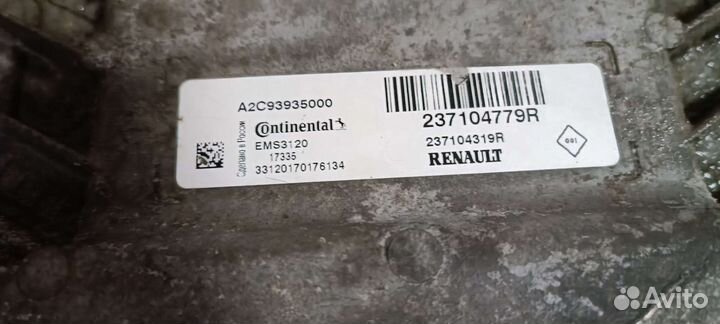 A2C93935000
Continental
EMS3120
17335
33120170176134
Сделано в России
237104779R
237104319R
RENAULT
001
Avito